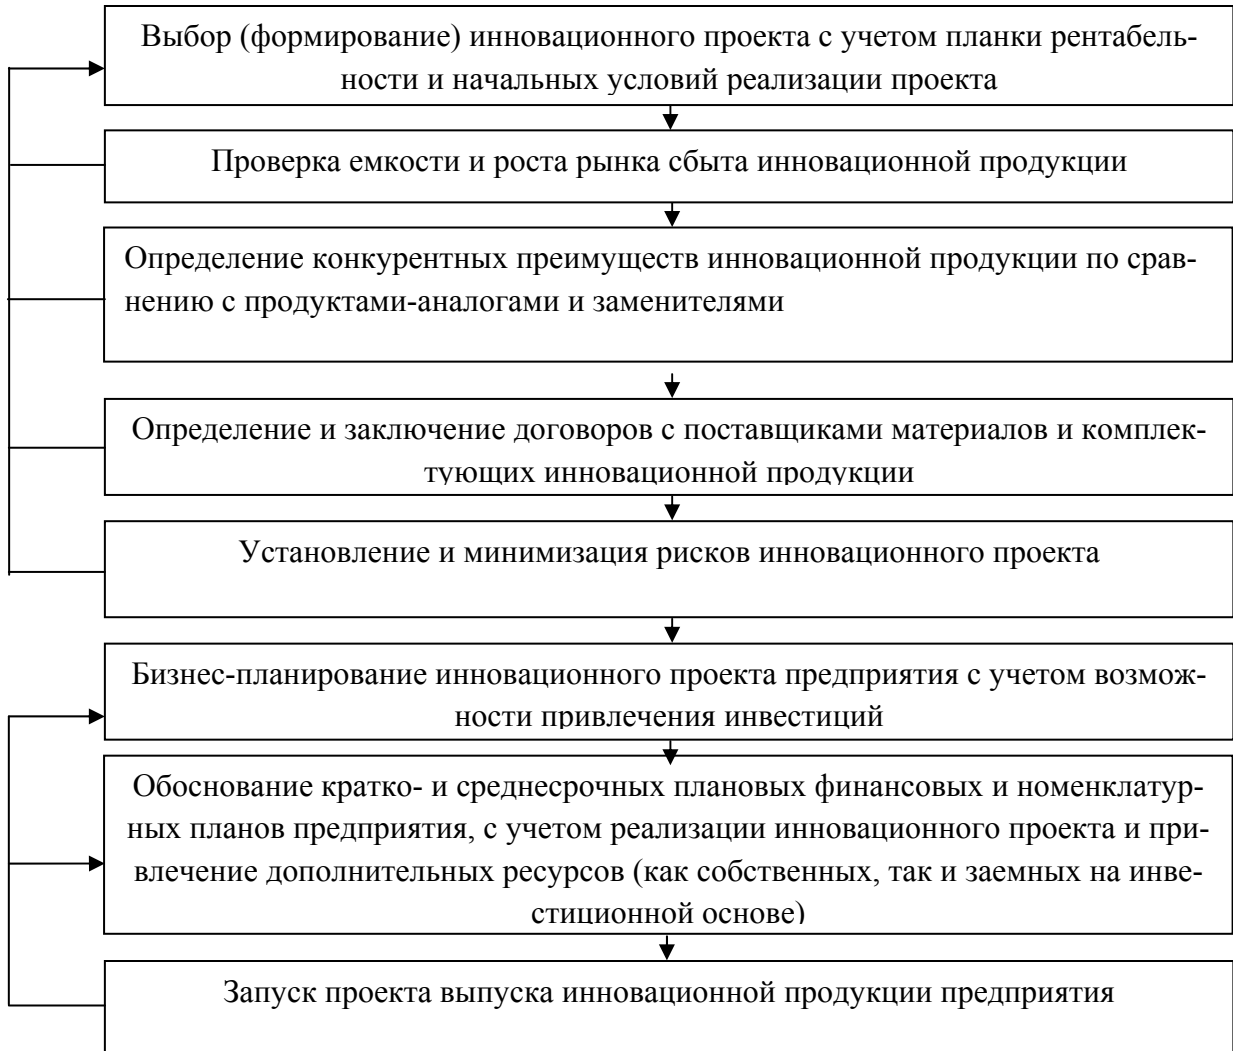 Выбор (формирование) инновационного проекта с учетом планки рентабель-
ности и начальных условий реализации проекта
Проверка емкости и роста рынка сбыта инновационной продукции
Определение конкурентных преимуществ инновационной продукции по срав-
нению с продуктами-аналогами и заменителями
Определение и заключение договоров с поставщиками материалов и комплек-
тующих инновационной продукции
Установление и минимизация рисков инновационного проекта
Бизнес-планирование инновационного проекта предприятия с учетом возмож-
ности привлечения инвестиций
Обоснование кратко- и среднесрочных плановых финансовых и номенклатур-
ных планов предприятия, с учетом реализации инновационного проекта и при-
влечение дополнительных ресурсов (как собственных, так и заемных на инве-
стиционной основе)
Запуск проекта выпуска инновационной продукции предприятия